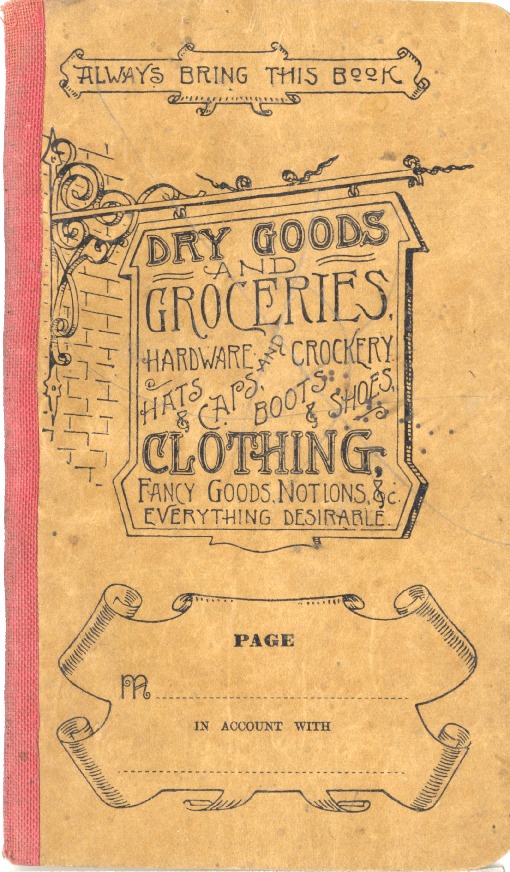 ALWAYS BRING THIS BOOK
DRY GOODS
AND
GROCERIES,
HARDWARE AND CROCKERY
HATS & CAPS, BOOTS & SHOES,
CLOTHING,
FANCY GOODS, NOTIONS, &c.
EVERYTHING DESIRABLE.
PAGE
M
IN ACCOUNT WITH